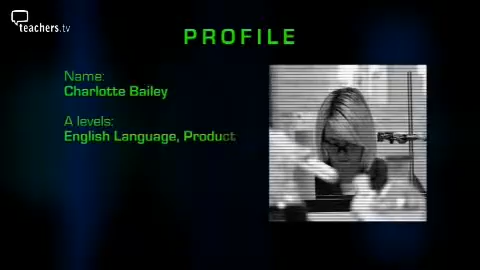 teachers.tv
PROFILE
Name:
Charlotte Bailey
A levels:
English Language, Product